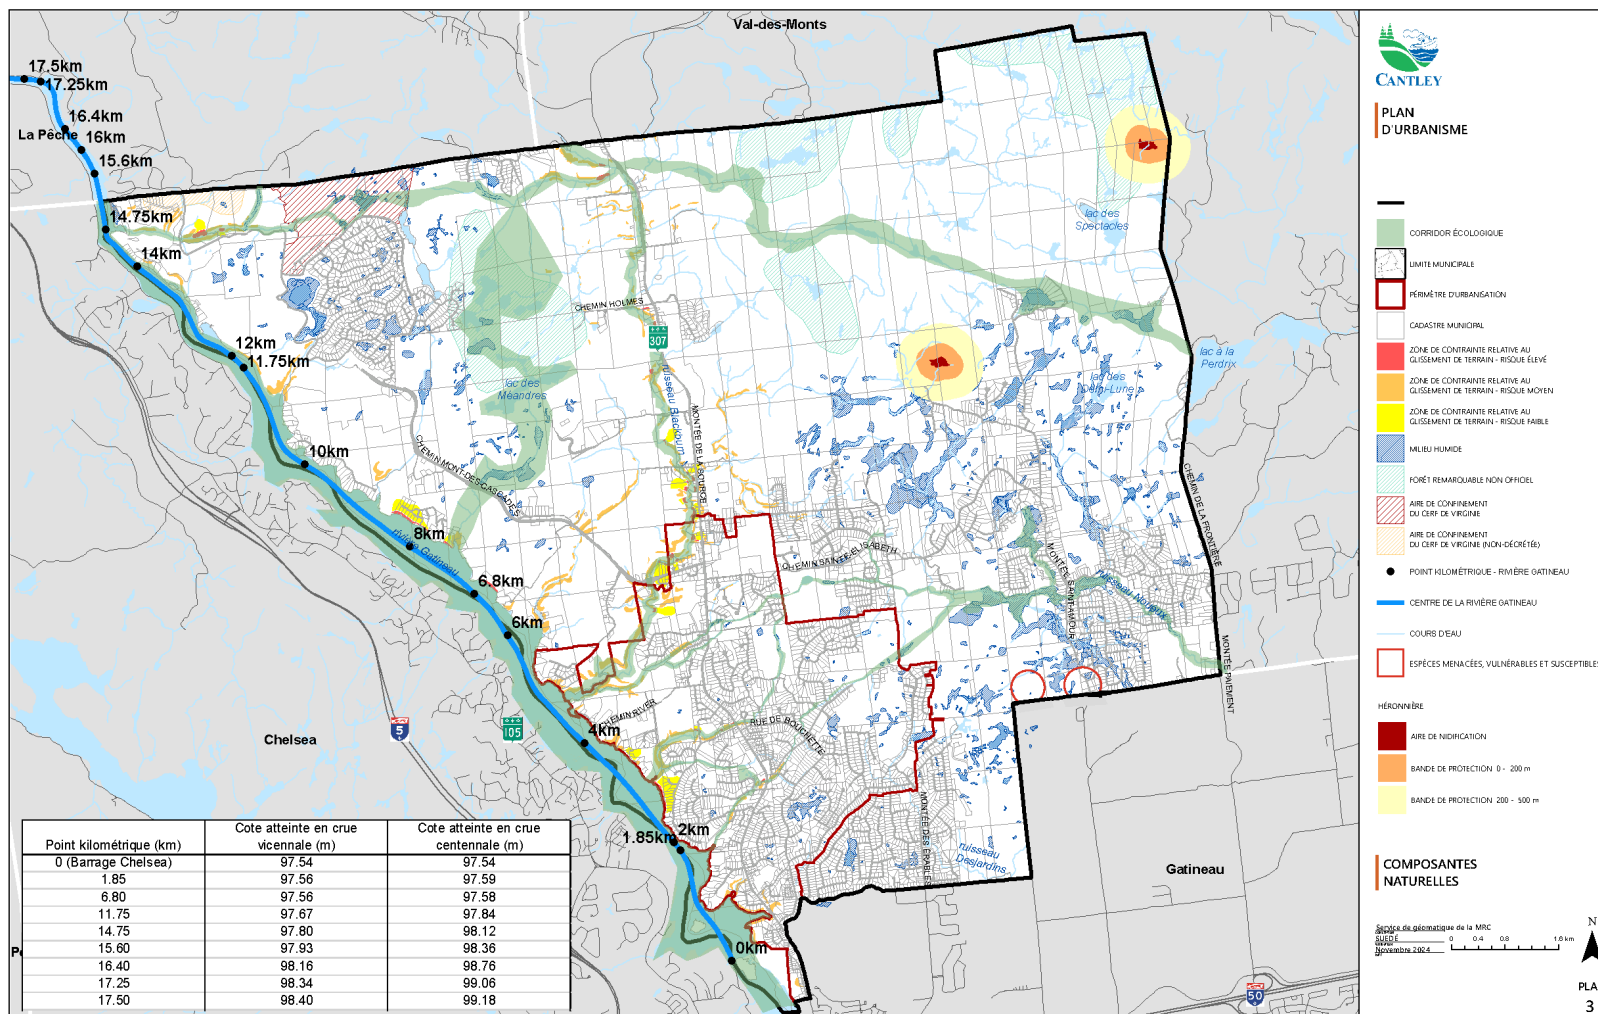 Val-des-Monts
17.5km
17.25km
16.4km
La Pêche
16km
15.6km
14.75km
14km
12km
11.75km
10km
8km
rivière Gatineau
6.8km
6km
4km
2km
1.85km
0km
lac des
Spectacles
CHEMIN HOLMES
307
lac à la
Perdrix
lac des
Demi-Lune
lac des
Méandres
ruisseau Blackburn
MONTÉE DE LA SOURCE
CHEMIN MONT-DES-CASCADES
CHEMIN DE LA FRONTIÈRE
CHEMIN SAINTE-ELISABETH
MONTÉE SAINT-AMOUR
MONTÉE PAIEMENT
CHEMIN RIVER
RUE DE BOUCHETTE
MONTÉE DES ÉRABLES
ruisseau
Desjardins
Chelsea
5
105
Gatineau
50
Point kilométrique (km) Cote atteinte en crue vicennale (m) Cote atteinte en crue centennale (m)
0 (Barrage Chelsea) 97.54 97.54
1.85 97.56 97.59
6.80 97.56 97.58
11.75 97.67 97.84
14.75 97.80 98.12
15.60 97.93 98.36
16.40 98.16 98.76
17.25 98.34 99.06
17.50 98.40 99.18
CANTLEY
PLAN
D'URBANISME
CORRIDOR ÉCOLOGIQUE
LIMITE MUNICIPALE
PÉRIMÈTRE D'URBANISATION
CADASTRE MUNICIPAL
ZONE DE CONTRAINTE RELATIVE AU
GLISSEMENT DE TERRAIN - RISQUE ÉLEVÉ
ZONE DE CONTRAINTE RELATIVE AU
GLISSEMENT DE TERRAIN - RISQUE MOYEN
ZONE DE CONTRAINTE RELATIVE AU
GLISSEMENT DE TERRAIN - RISQUE FAIBLE
MILIEU HUMIDE
FORÊT REMARQUABLE NON OFFICIEL
AIRE DE CONFINEMENT
DU CERF DE VIRGINIE
AIRE DE CONFINEMENT
DU CERF DE VIRGINIE (NON-DÉCRÉTÉE)
POINT KILOMÉTRIQUE - RIVIÈRE GATINEAU
CENTRE DE LA RIVIÈRE GATINEAU
COURS D'EAU
ESPÈCES MENACÉES, VULNÉRABLES ET SUSCEPTIBLES
HÉRONNIÈRE
AIRE DE NIDIFICATION
BANDE DE PROTECTION 0 - 200 m
BANDE DE PROTECTION 200 - 500 m
COMPOSANTES
NATURELLES
Service de géomatique de la MRC
Novembre 2024
0 0.4 0.8 1.6 km
N
PLA
3